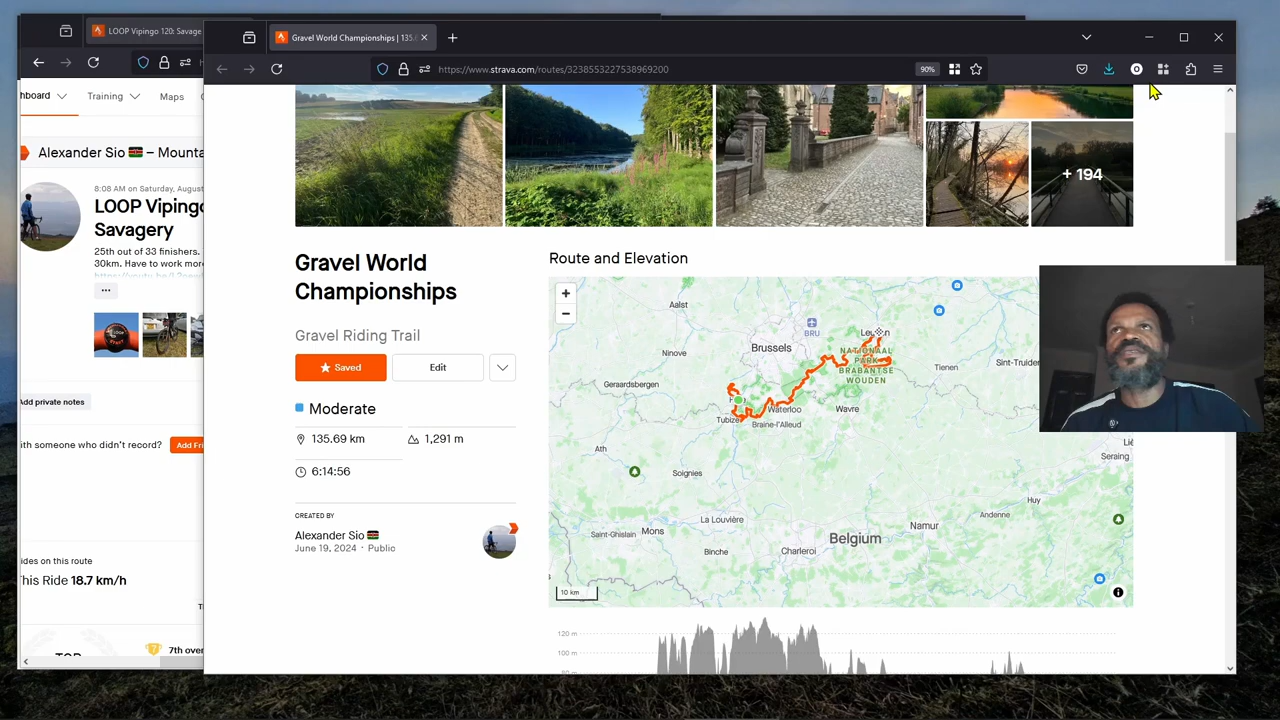 LOOP Vipingo 120: Savage
Gravel World Championships | 135.6
https://www.strava.com/routes/3238553227538969200
90%
hboard
Training
Maps
Alexander Sio 🇰🇪 – Mounta
8:08 AM on Saturday, August
LOOP Vipingo
Savagery
25th out of 33 finishers.
30km. Have to work more
Add private notes
ith someone who didn't record?
Add Fri
ides on this route
This Ride 18.7 km/h
7th over
+ 194
Gravel World
Championships
Gravel Riding Trail
Saved
Edit
Moderate
135.69 km
1,291 m
6:14:56
CREATED BY
Alexander Sio 🇰🇪
June 19, 2024 · Public
Route and Elevation
+
−
Aalst
BRU
Leuven
Brussels
Ninove
NATIONAAL
PARK
BRABANTSE
WOUDEN
Tienen
Sint-Truiden
Geraardsbergen
Waterloo
Wavre
Tubize
Braine-l'Alleud
Ath
Soignies
Seraing
Huy
Andenne
La Louvière
Namur
Saint-Ghislain
Mons
Belgium
Binche
Charleroi
10 km
120 m
100 m